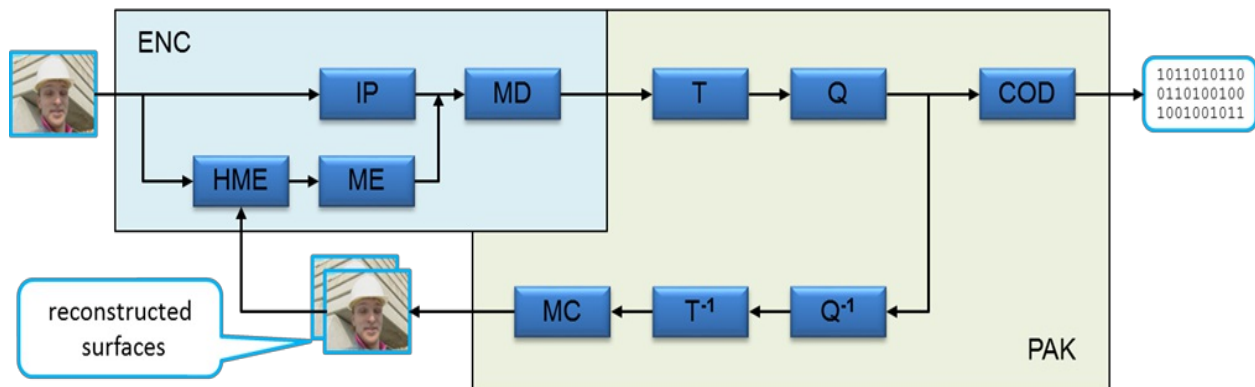 ENC
IP
MD
T
Q
COD
1011010110
0110100100
1001001011
HME
ME
reconstructed
surfaces
MC
T-1
Q-1
PAK